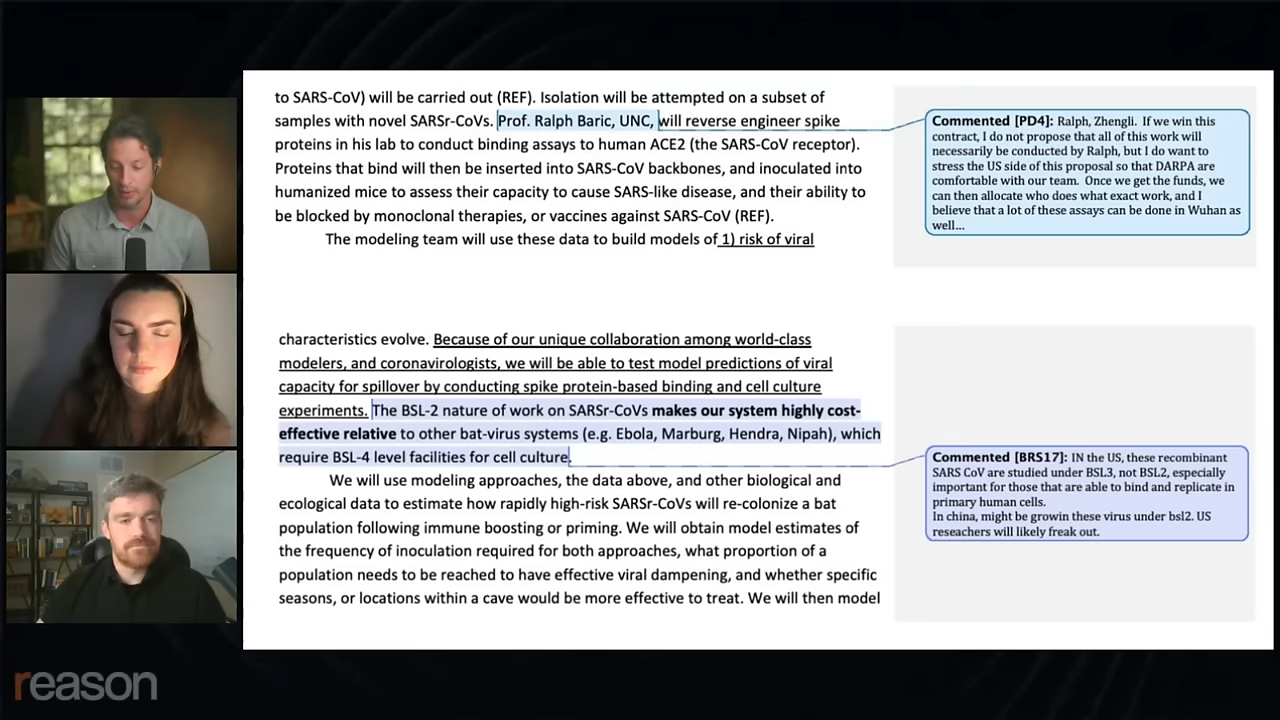 to SARS-CoV) will be carried out (REF). Isolation will be attempted on a subset of
samples with novel SARSr-CoVs. Prof. Ralph Baric, UNC, will reverse engineer spike
proteins in his lab to conduct binding assays to human ACE2 (the SARS-CoV receptor).
Proteins that bind will then be inserted into SARS-CoV backbones, and inoculated into
humanized mice to assess their capacity to cause SARS-like disease, and their ability to
be blocked by monoclonal therapies, or vaccines against SARS-CoV (REF).
The modeling team will use these data to build models of 1) risk of viral
Commented [PD4]: Ralph, Zhengli. If we win this
contract, I do not propose that all of this work will
necessarily be conducted by Ralph, but I do want to
stress the US side of this proposal so that DARPA are
comfortable with our team. Once we get the funds, we
can then allocate who does what exact work, and I
believe that a lot of these assays can be done in Wuhan as
well...
characteristics evolve. Because of our unique collaboration among world-class
modelers, and coronavirologists, we will be able to test model predictions of viral
capacity for spillover by conducting spike protein-based binding and cell culture
experiments. The BSL-2 nature of work on SARSr-CoVs makes our system highly cost-
effective relative to other bat-virus systems (e.g. Ebola, Marburg, Hendra, Nipah), which
require BSL-4 level facilities for cell culture.
We will use modeling approaches, the data above, and other biological and
ecological data to estimate how rapidly high-risk SARSr-CoVs will re-colonize a bat
population following immune boosting or priming. We will obtain model estimates of
the frequency of inoculation required for both approaches, what proportion of a
population needs to be reached to have effective viral dampening, and whether specific
seasons, or locations within a cave would be more effective to treat. We will then model
Commented [BRS17]: IN the US, these recombinant
SARS CoV are studied under BSL3, not BSL2, especially
important for those that are able to bind and replicate in
primary human cells.
In china, might be growin these virus under bsl2. US
reseachers will likely freak out.
reason